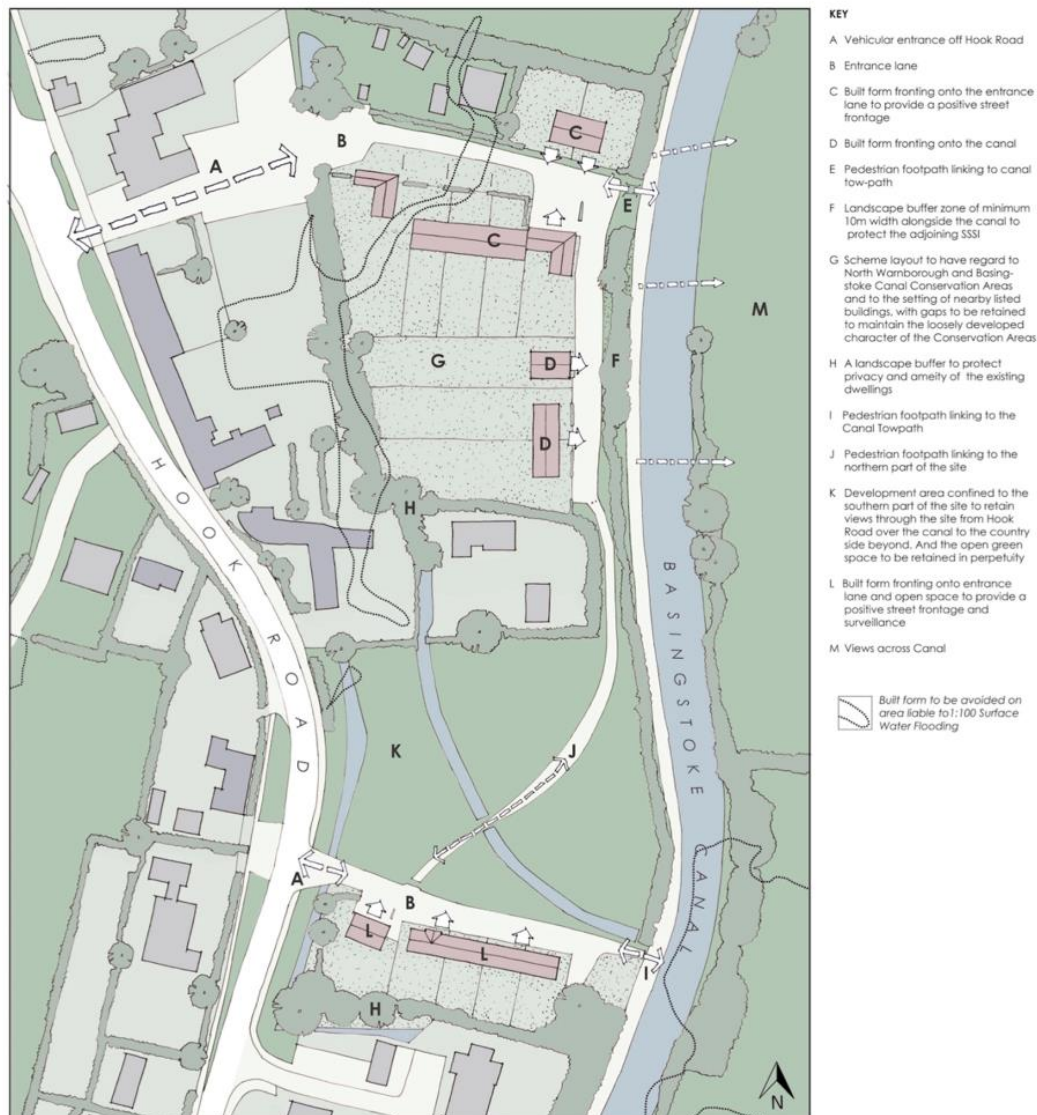 KEY
A Vehicular entrance off Hook Road
B Entrance lane
C Built form fronting onto the entrance
lane to provide a positive street
frontage
D Built form fronting onto the canal
E Pedestrian footpath linking to canal
tow-path
F Landscape buffer zone of minimum
10m width alongside the canal to
protect the adjoining SSSI
G Scheme layout to have regard to
North Warnborough and Basing-
stoke Canal Conservation Areas
and to the setting of nearby listed
buildings, with gaps to be retained
to maintain the loosely developed
character of the Conservation Areas
H A landscape buffer to protect
privacy and ameity of the existing
dwellings
I Pedestrian footpath linking to the
Canal Towpath
J Pedestrian footpath linking to the
northern part of the site
K Development area confined to the
southern part of the site to retain
views through the site from Hook
Road over the canal to the country
side beyond. And the open green
space to be retained in perpetuity
L Built form fronting onto entrance
lane and open space to provide a
positive street frontage and
surveillance
M Views across Canal
Built form to be avoided on
area liable to1:100 Surface
Water Flooding
A
B
C
E
C
M
G
D
F
D
H
HOOK ROAD
BASINGSTOKE CANAL
K
J
A
B
L
L
I
H
N